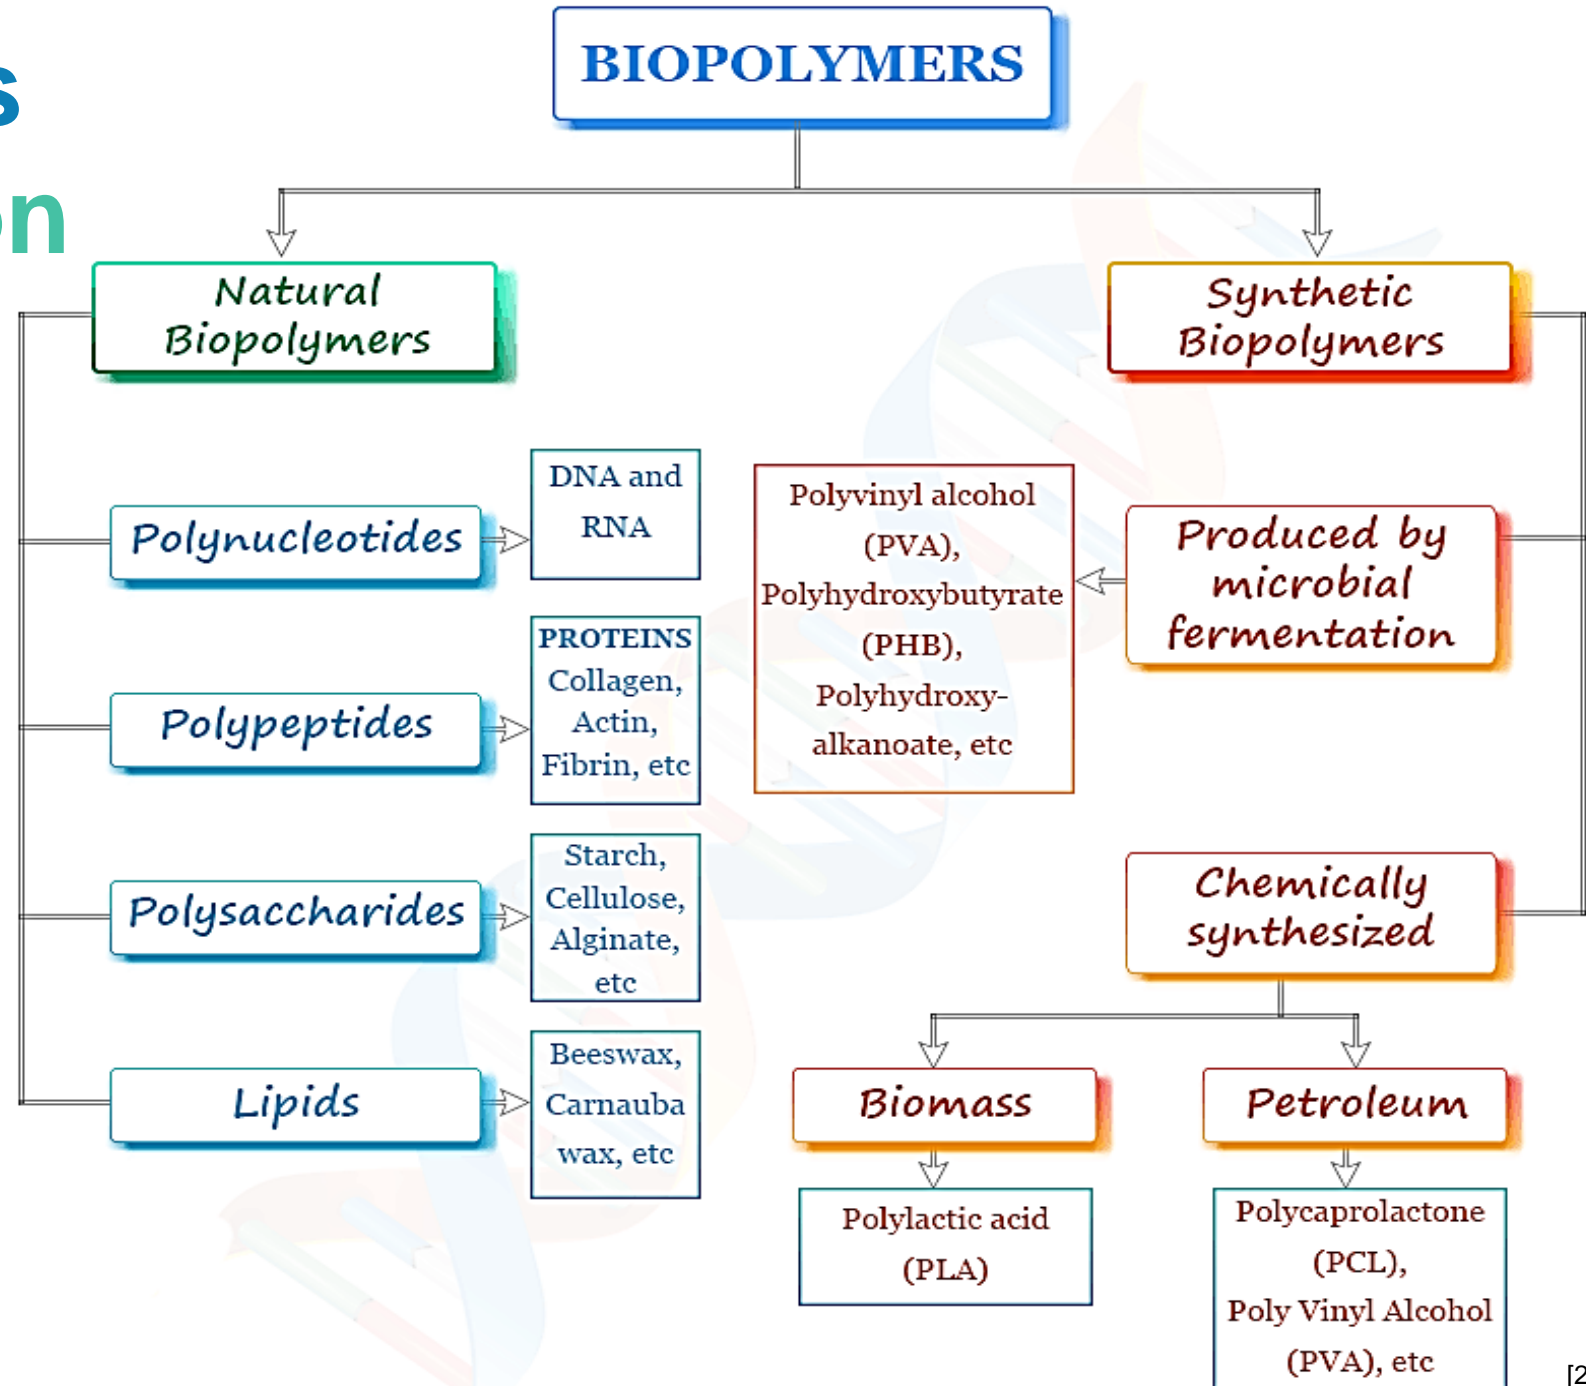 s
on
BIOPOLYMERS
Natural
Biopolymers
Synthetic
Biopolymers
Polynucleotides
DNA and
RNA
Polypeptides
PROTEINS
Collagen,
Actin,
Fibrin, etc
Polysaccharides
Starch,
Cellulose,
Alginate,
etc
Lipids
Beeswax,
Carnauba
wax, etc
Produced by
microbial
fermentation
Polyvinyl alcohol
(PVA),
Polyhydroxybutyrate
(PHB),
Polyhydroxy-
alkanoate, etc
Chemically
synthesized
Biomass
Polylactic acid
(PLA)
Petroleum
Polycaprolactone
(PCL),
Poly Vinyl Alcohol
(PVA), etc
[2